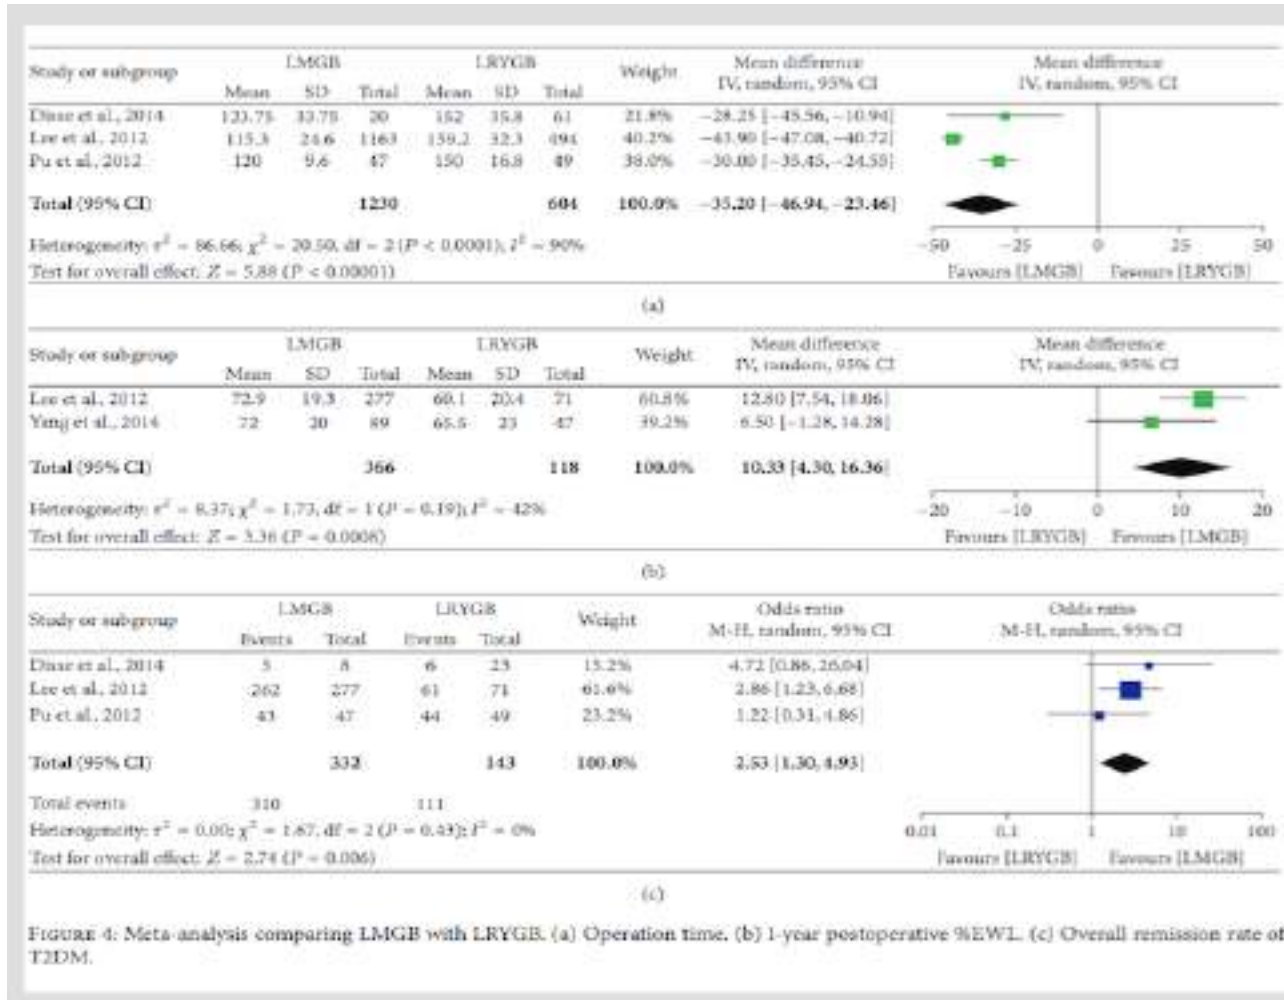 Study or subgroup LMGB LRYGB Weight Mean difference Mean difference
Mean SD Total Mean SD Total IV, random, 95% CI IV, random, 95% CI
Disse et al., 2014 123.75 33.75 20 152 35.8 61 21.8% −28.25 [−45.56, −10.94]
Lee et al., 2012 115.3 24.6 1163 159.2 32.3 494 40.2% −43.90 [−47.08, −40.72]
Pu et al., 2012 120 9.6 47 150 16.8 49 38.0% −30.00 [−35.45, −24.55]
Total (95% CI) 1230 604 100.0% −35.20 [−46.94, −23.46]
Heterogeneity: τ² = 86.66; χ² = 20.50, df = 2 (P < 0.0001); I² = 90%
−50 −25 0 25 50
Test for overall effect: Z = 5.88 (P < 0.00001)
Favours [LMGB] Favours [LRYGB]
(a)
Study or subgroup LMGB LRYGB Weight Mean difference Mean difference
Mean SD Total Mean SD Total IV, random, 95% CI IV, random, 95% CI
Lee et al., 2012 72.9 19.3 277 60.1 20.4 71 60.8% 12.80 [7.54, 18.06]
Yang et al., 2014 72 20 89 65.5 23 47 39.2% 6.50 [−1.28, 14.28]
Total (95% CI) 366 118 100.0% 10.33 [4.30, 16.36]
Heterogeneity: τ² = 8.37; χ² = 1.73, df = 1 (P = 0.19); I² = 42%
−20 −10 0 10 20
Test for overall effect: Z = 3.36 (P = 0.0008)
Favours [LRYGB] Favours [LMGB]
(b)
Study or subgroup LMGB LRYGB Weight Odds ratio Odds ratio
Events Total Events Total M-H, random, 95% CI M-H, random, 95% CI
Disse et al., 2014 5 8 6 23 15.2% 4.72 [0.86, 26.04]
Lee et al., 2012 262 277 61 71 61.6% 2.86 [1.23, 6.68]
Pu et al., 2012 43 47 44 49 23.2% 1.22 [0.31, 4.86]
Total (95% CI) 332 143 100.0% 2.53 [1.30, 4.93]
Total events 310 111
Heterogeneity: τ² = 0.00; χ² = 1.67, df = 2 (P = 0.43); I² = 0%
0.01 0.1 1 10 100
Test for overall effect: Z = 2.74 (P = 0.006)
Favours [LRYGB] Favours [LMGB]
(c)
FIGURE 4: Meta-analysis comparing LMGB with LRYGB. (a) Operation time. (b) 1-year postoperative %EWL. (c) Overall remission rate of
T2DM.